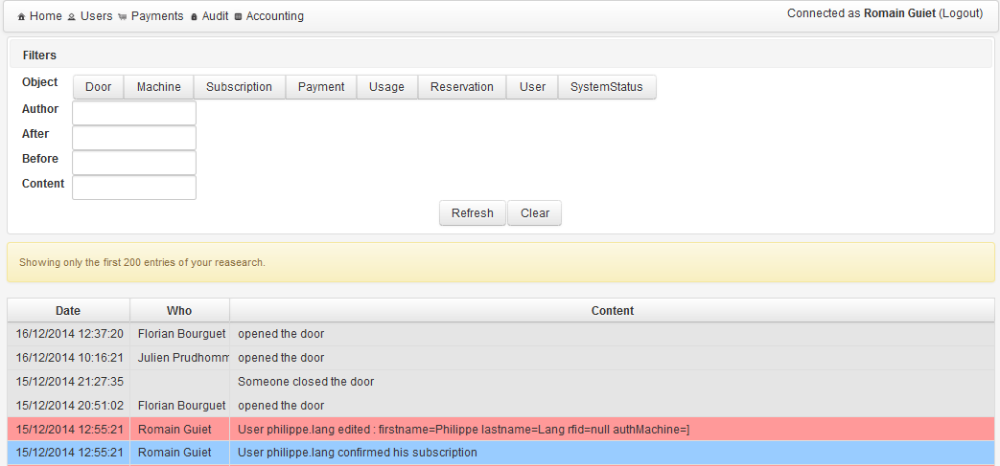 Home Users Payments Audit Accounting Connected as Romain Guiet (Logout)
Filters
Object Door Machine Subscription Payment Usage Reservation User SystemStatus
Author
After
Before
Content
Refresh Clear
Showing only the first 200 entries of your reasearch.
Date Who Content
16/12/2014 12:37:20 Florian Bourguet opened the door
16/12/2014 10:16:21 Julien Prudhomm opened the door
15/12/2014 21:27:35 Someone closed the door
15/12/2014 20:51:02 Florian Bourguet opened the door
15/12/2014 12:55:21 Romain Guiet User philippe.lang edited : firstname=Philippe lastname=Lang rfid=null authMachine=]
15/12/2014 12:55:21 Romain Guiet User philippe.lang confirmed his subscription